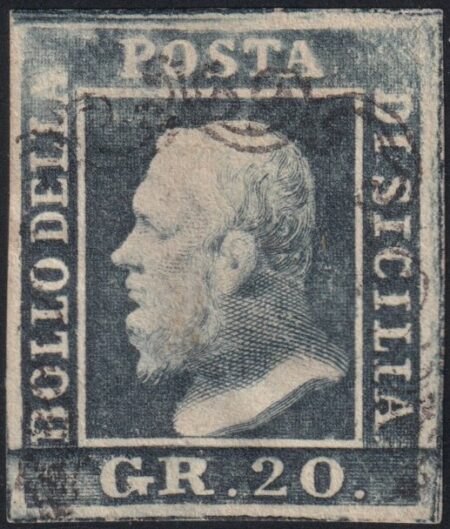 BOLLO DELLA
POSTA
DI SICILIA
GR. 20.